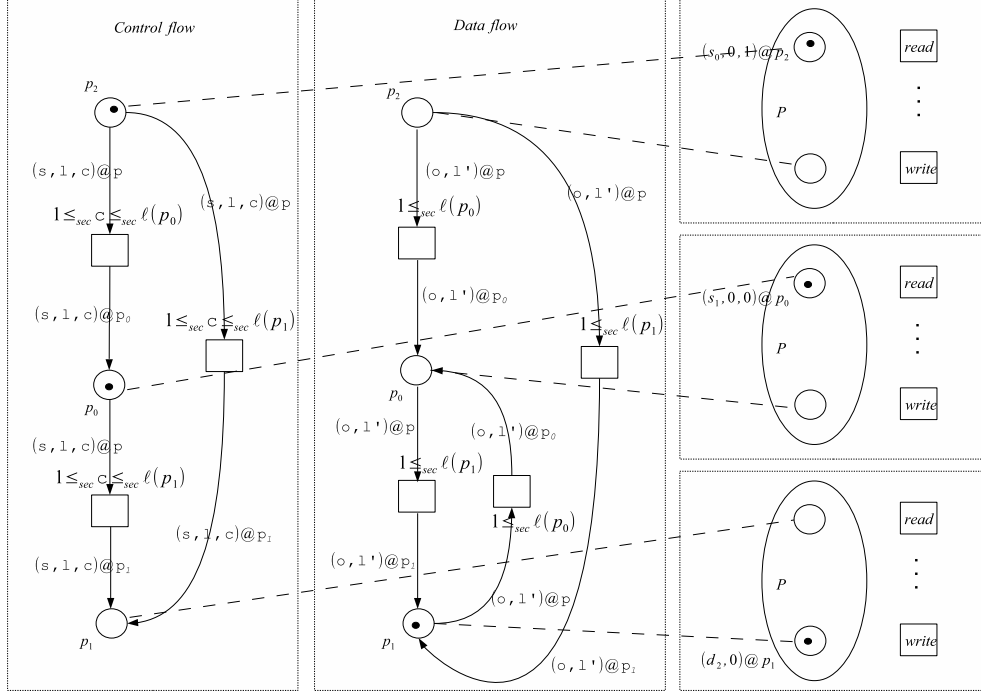 Control flow
p₂
(s,l,c)@p
(s,l,c)@p
1≤sec c ≤sec ℓ(p₀)
(s,l,c)@p₀
1≤sec c ≤sec ℓ(p₁)
p₀
(s,l,c)@p
1≤sec c ≤sec ℓ(p₁)
(s,l,c)@p₁
(s,l,c)@p₁
p₁
Data flow
p₂
(o,l')@p
(o,l')@p
1≤sec ℓ(p₀)
(o,l')@p₀
1≤sec ℓ(p₁)
p₀
(o,l')@p
(o,l')@p₀
1≤sec ℓ(p₁)
1≤sec ℓ(p₀)
(o,l')@p₁
(o,l')@p
p₁
(o,l')@p₁
(s₀,0,1)@p₂
read
P
write
(s₁,0,0)@p₀
read
P
write
read
P
write
(d₂,0)@p₁